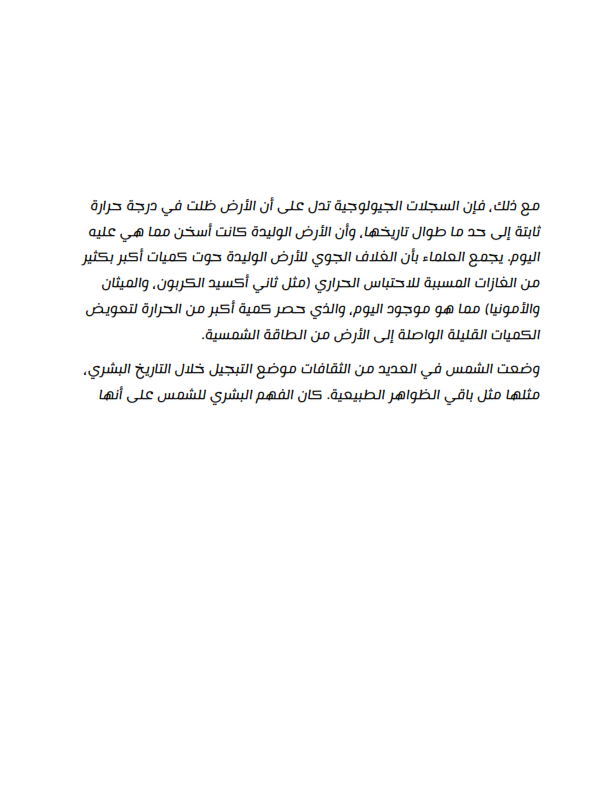 مع ذلك، فإن السجلات الجيولوجية تدل على أن الأرض ظلت في درجة حرارة
ثابتة إلى حد ما طوال تاريخها، وأن الأرض الوليدة كانت أسخن مما هي عليه
اليوم. يجمع العلماء بأن الغلاف الجوي للأرض الوليدة حوت كميات أكبر بكثير
من الغازات المسببة للاحتباس الحراري (مثل ثاني أكسيد الكربون، والميثان
والأمونيا) مما هو موجود اليوم، والذي حصر كمية أكبر من الحرارة لتعويض
الكميات القليلة الواصلة إلى الأرض من الطاقة الشمسية.
وضعت الشمس في العديد من الثقافات موضع التبجيل خلال التاريخ البشري،
مثلها مثل باقي الظواهر الطبيعية. كان الفهم البشري للشمس على أنها